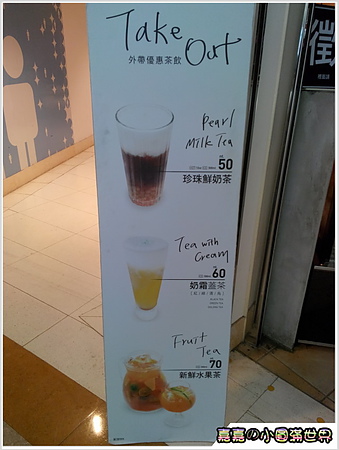 Take
Out
外帶優惠茶飲
徵
Pearl
Milk Tea
50
珍珠鮮奶茶
Tea with
Cream
60
奶霜蓋茶
Fruit
Tea
70
新鮮水果茶
嘉嘉の小圓滿世界